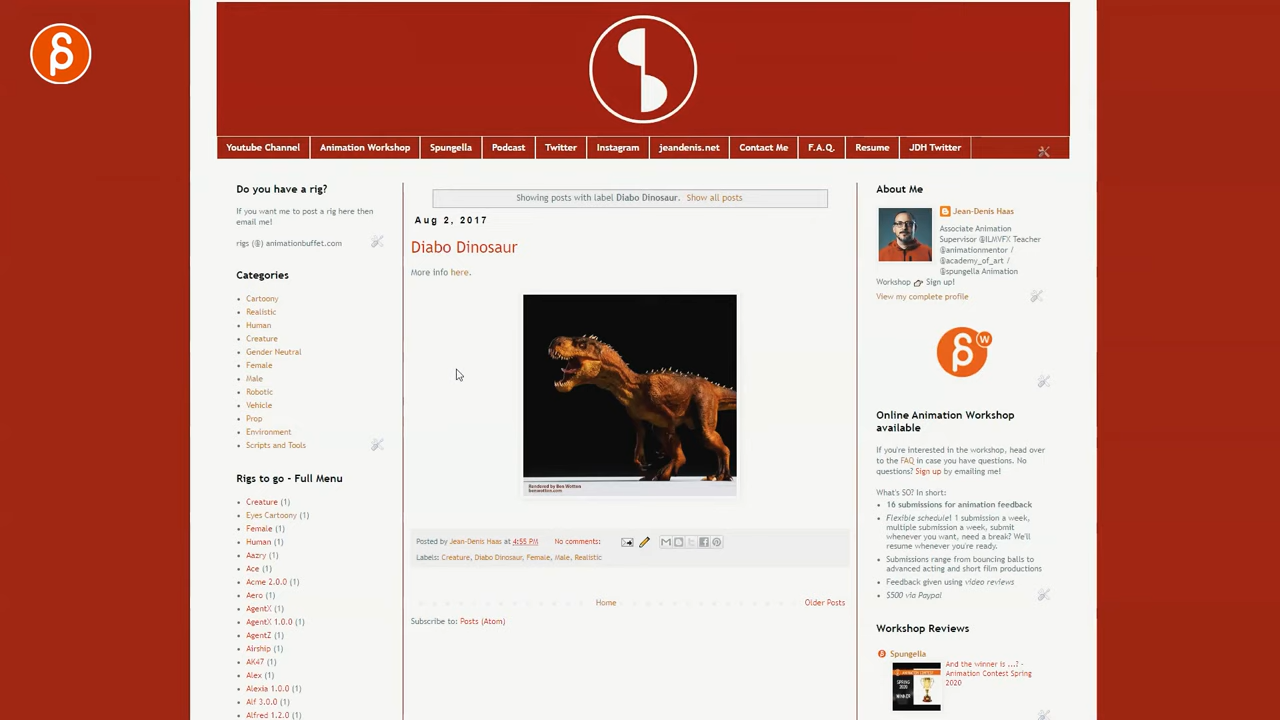 Youtube Channel
Animation Workshop
Spungella
Podcast
Twitter
Instagram
jeandenis.net
Contact Me
F.A.Q.
Resume
JDH Twitter
Do you have a rig?
If you want me to post a rig here then
email me!
rigs (@) animationbuffet.com
Categories
Cartoony
Realistic
Human
Creature
Gender Neutral
Female
Male
Robotic
Vehicle
Prop
Environment
Scripts and Tools
Rigs to go - Full Menu
Creature (1)
Eyes Cartoony (1)
Female (1)
Human (1)
Aazry (1)
Ace (1)
Acme 2.0.0 (1)
Aero (1)
AgentX (1)
AgentX 1.0.0 (1)
AgentZ (1)
Airship (1)
AK47 (1)
Alex (1)
Alexia 1.0.0 (1)
Alf 3.0.0 (1)
Alfred 1.2.0 (1)
Showing posts with label Diabo Dinosaur. Show all posts
Aug 2, 2017
Diabo Dinosaur
More info here.
Rendered by Ben Wotton
benwotton.com
Posted by Jean-Denis Haas at 4:55 PM No comments:
Labels: Creature, Diabo Dinosaur, Female, Male, Realistic
Home
Older Posts
Subscribe to: Posts (Atom)
About Me
Jean-Denis Haas
Associate Animation
Supervisor @ILMVFX Teacher
@animationmentor /
@academy_of_art /
@spungella Animation
Workshop 👉 Sign up!
View my complete profile
W
Online Animation Workshop
available
If you're interested in the workshop, head over
to the FAQ in case you have questions. No
questions? Sign up by emailing me!
What's SO? In short:
16 submissions for animation feedback
Flexible schedule! 1 submission a week,
multiple submission a week, submit
whenever you want, need a break? We'll
resume whenever you're ready.
Submissions range from bouncing balls to
advanced acting and short film productions
Feedback given using video reviews
$500 via Paypal
Workshop Reviews
Spungella
And the winner is ...? -
Animation Contest Spring
2020
SPRING
2020
WINNER